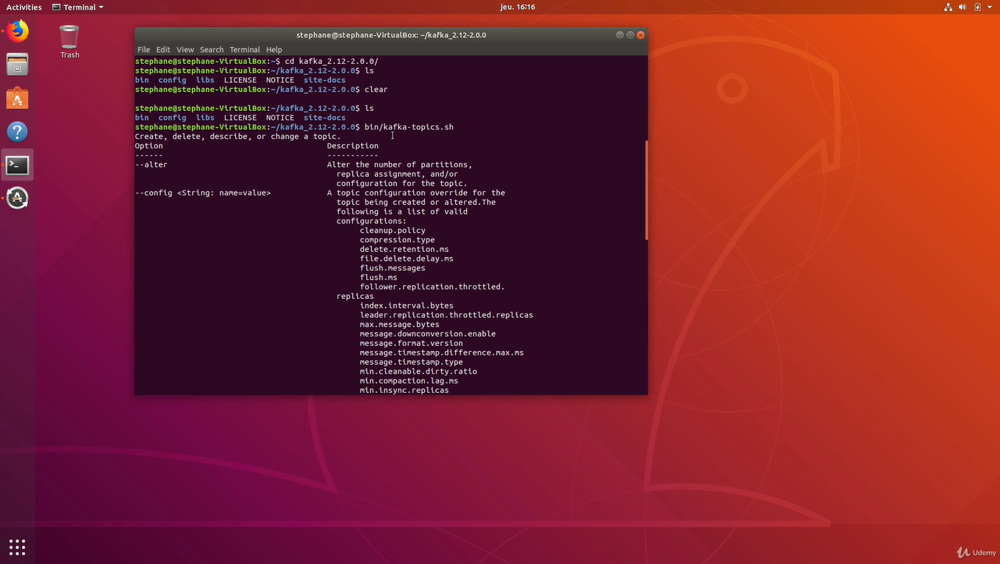 Activities Terminal jeu. 16:16
Trash
stephane@stephane-VirtualBox: ~/kafka_2.12-2.0.0
File Edit View Search Terminal Help
stephane@stephane-VirtualBox:~$ cd kafka_2.12-2.0.0/
stephane@stephane-VirtualBox:~/kafka_2.12-2.0.0$ ls
bin config libs LICENSE NOTICE site-docs
stephane@stephane-VirtualBox:~/kafka_2.12-2.0.0$ clear
stephane@stephane-VirtualBox:~/kafka_2.12-2.0.0$ ls
bin config libs LICENSE NOTICE site-docs
stephane@stephane-VirtualBox:~/kafka_2.12-2.0.0$ bin/kafka-topics.sh
Create, delete, describe, or change a topic.
Option Description
------ -----------
--alter Alter the number of partitions,
replica assignment, and/or
configuration for the topic.
--config <String: name=value> A topic configuration override for the
topic being created or altered.The
following is a list of valid
configurations:
cleanup.policy
compression.type
delete.retention.ms
file.delete.delay.ms
flush.messages
flush.ms
follower.replication.throttled.
replicas
index.interval.bytes
leader.replication.throttled.replicas
max.message.bytes
message.downconversion.enable
message.format.version
message.timestamp.difference.max.ms
message.timestamp.type
min.cleanable.dirty.ratio
min.compaction.lag.ms
min.insync.replicas
Udemy